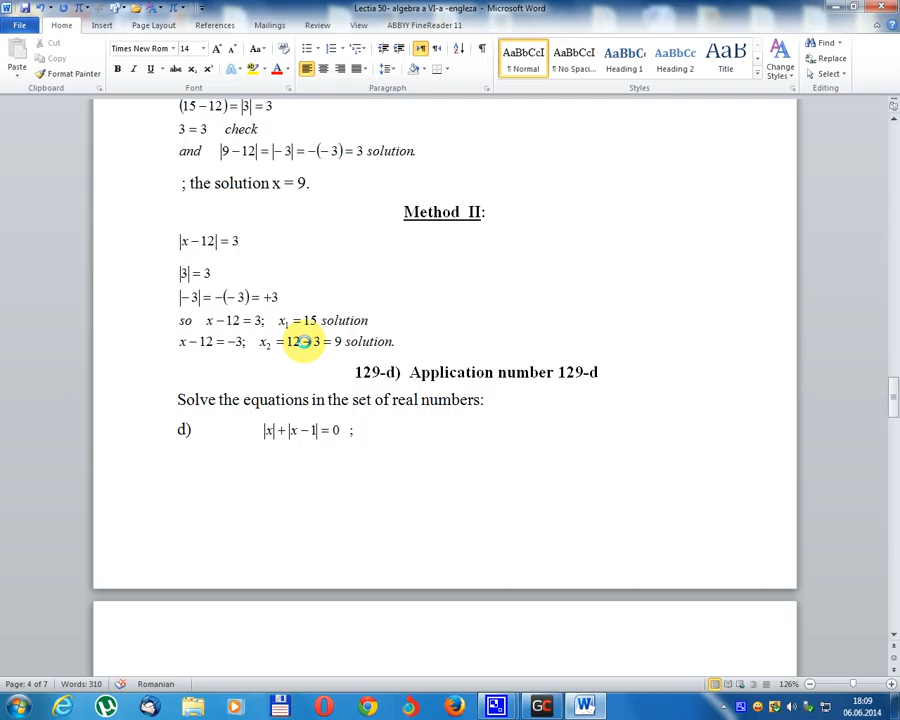 Lectia 50- algebra a VI-a -engleza - Microsoft Word
File Home Insert Page Layout References Mailings Review View ABBYY FineReader 11
Cut
Copy
Format Painter
Paste
Times New Rom 14
AaBbCcI AaBbCcI AaBbC AaBbCc AaB
¶ Normal ¶ No Spaci... Heading 1 Heading 2 Title
Change Styles
Find
Replace
Select
Clipboard Font Paragraph Styles Editing
(15 − 12) = |3| = 3
3 = 3 check
and |9 − 12| = |− 3| = −(− 3) = 3 solution.
; the solution x = 9.
Method II:
|x − 12| = 3
|3| = 3
|− 3| = −(− 3) = +3
so x − 12 = 3; x₁ = 15 solution
x − 12 = −3; x₂ = 12 − 3 = 9 solution.
129-d) Application number 129-d
Solve the equations in the set of real numbers:
d) |x| + |x − 1| = 0 ;
Page: 4 of 7 Words: 310 Romanian 126%
18:09
06.06.2014